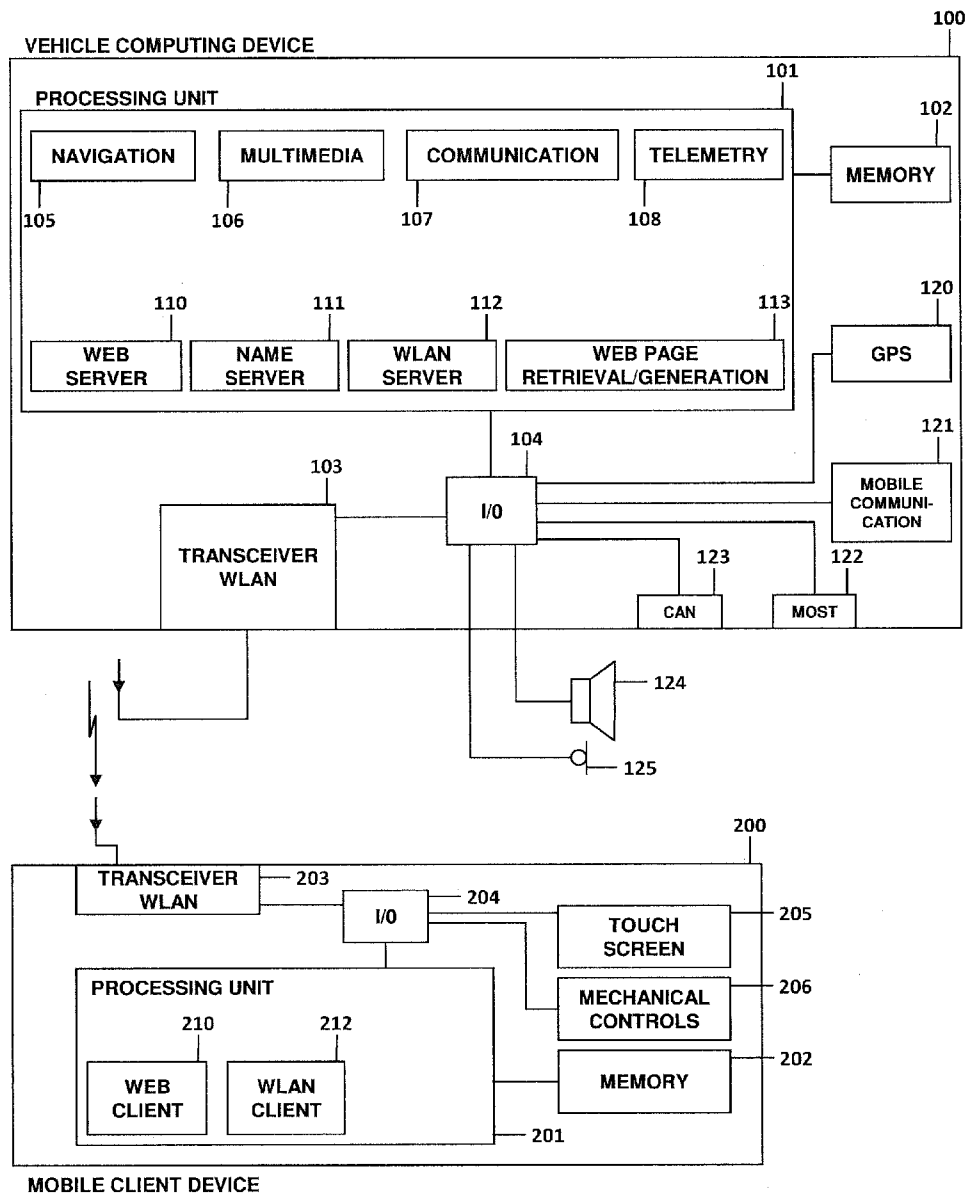 100
VEHICLE COMPUTING DEVICE
101
PROCESSING UNIT
102
NAVIGATION
MULTIMEDIA
COMMUNICATION
TELEMETRY
MEMORY
105
106
107
108
110
111
112
113
120
WEB
SERVER
NAME
SERVER
WLAN
SERVER
WEB PAGE
RETRIEVAL/GENERATION
GPS
104
121
103
I/O
MOBILE
COMMUNI-
CATION
TRANSCEIVER
WLAN
123
122
CAN
MOST
124
125
200
TRANSCEIVER
WLAN
203
204
I/O
205
TOUCH
SCREEN
PROCESSING UNIT
206
MECHANICAL
CONTROLS
210
212
202
WEB
CLIENT
WLAN
CLIENT
MEMORY
201
MOBILE CLIENT DEVICE